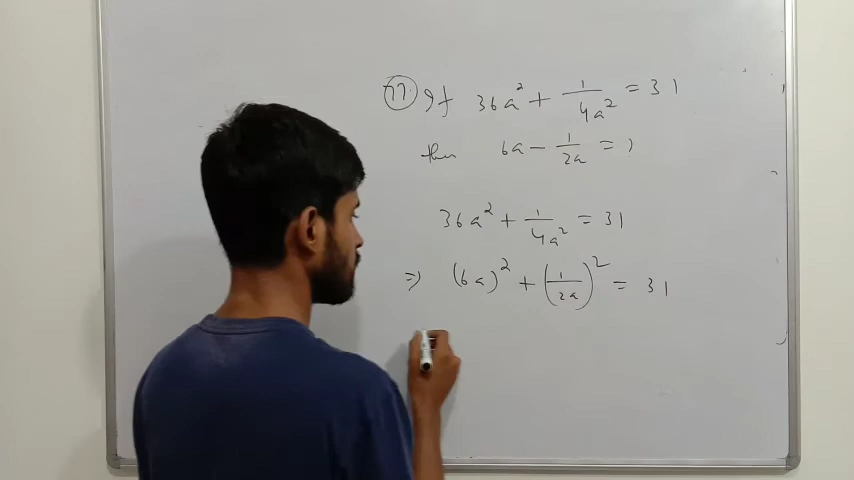 17. If 36a² + 1/4a² = 31
then 6a - 1/2a = ?
36a² + 1/4a² = 31
⇒ (6a)² + (1/2a)² = 31